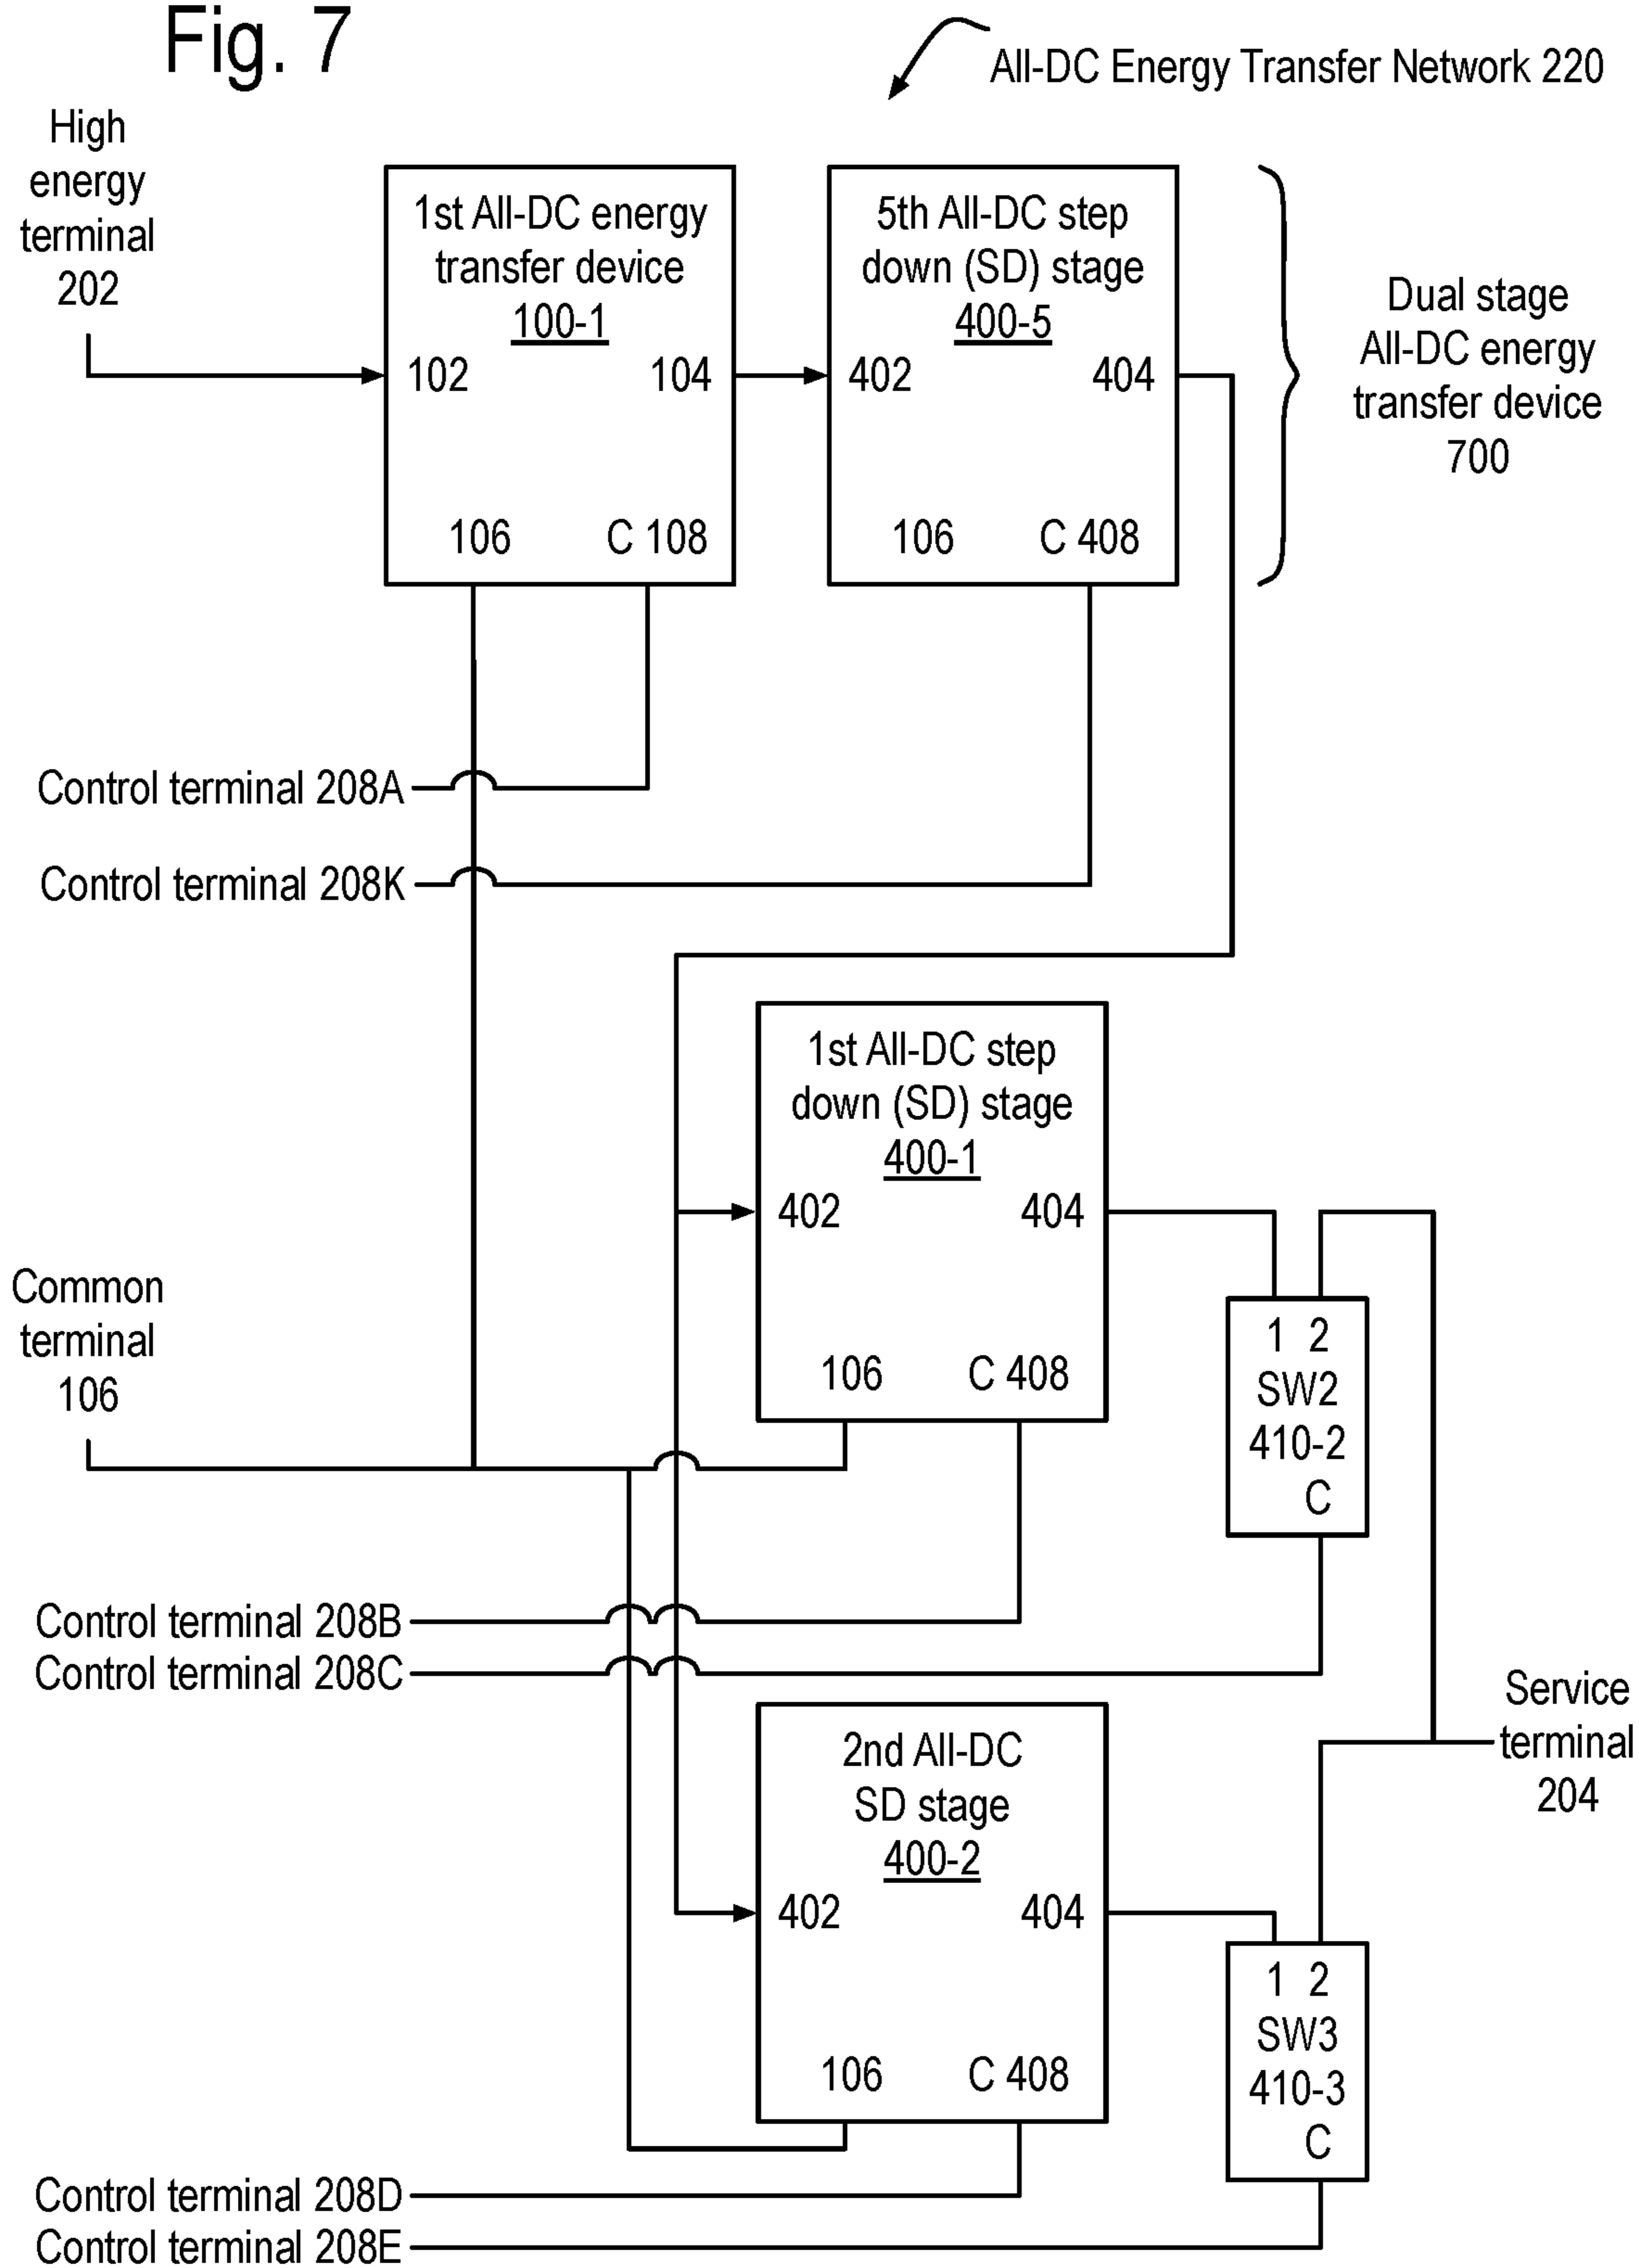 Fig. 7
All-DC Energy Transfer Network 220
High
energy
terminal
202
1st All-DC energy
transfer device
100-1
102 104
106 C 108
5th All-DC step
down (SD) stage
400-5
402 404
106 C 408
Dual stage
All-DC energy
transfer device
700
Control terminal 208A
Control terminal 208K
1st All-DC step
down (SD) stage
400-1
402 404
106 C 408
Common
terminal
106
1 2
SW2
410-2
C
Control terminal 208B
Control terminal 208C
Service
terminal
204
2nd All-DC
SD stage
400-2
402 404
106 C 408
1 2
SW3
410-3
C
Control terminal 208D
Control terminal 208E